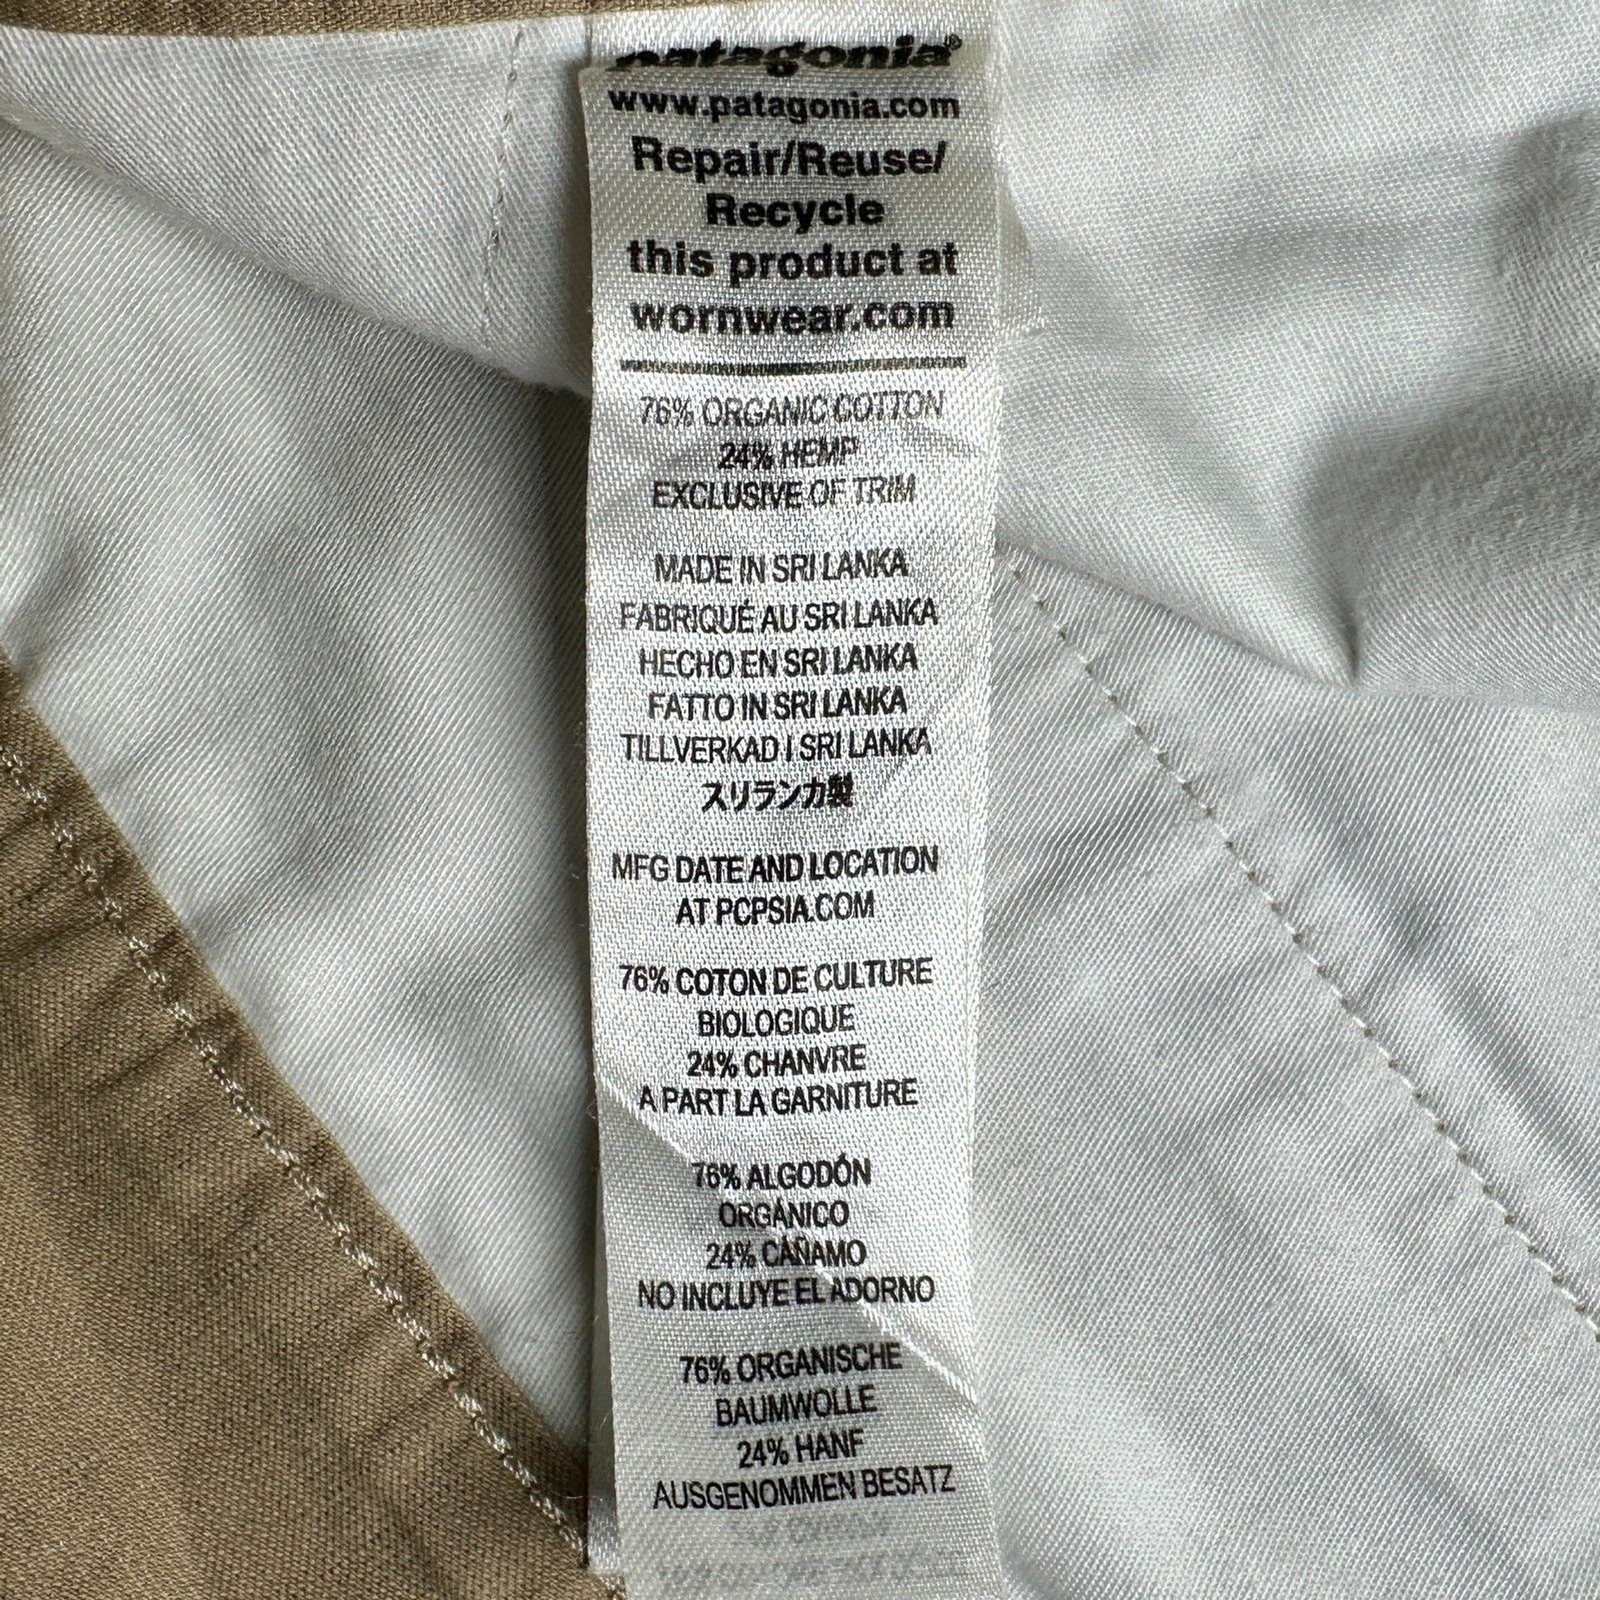 patagonia®
www.patagonia.com
Repair/Reuse/
Recycle
this product at
wornwear.com
76% ORGANIC COTTON
24% HEMP
EXCLUSIVE OF TRIM
MADE IN SRI LANKA
FABRIQUÉ AU SRI LANKA
HECHO EN SRI LANKA
FATTO IN SRI LANKA
TILLVERKAD I SRI LANKA
スリランカ製
MFG DATE AND LOCATION
AT PCPSIA.COM
76% COTON DE CULTURE
BIOLOGIQUE
24% CHANVRE
A PART LA GARNITURE
76% ALGODÓN
ORGÁNICO
24% CAÑAMO
NO INCLUYE EL ADORNO
76% ORGANISCHE
BAUMWOLLE
24% HANF
AUSGENOMMEN BESATZ